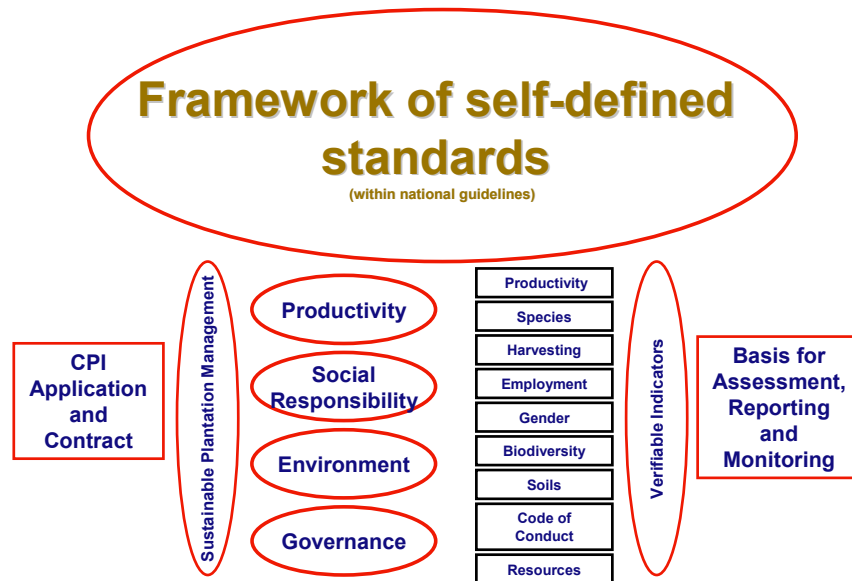 Framework of self-defined
standards
(within national guidelines)
CPI
Application
and
Contract
Sustainable Plantation Management
Productivity
Social
Responsibility
Environment
Governance
Productivity
Species
Harvesting
Employment
Gender
Biodiversity
Soils
Code of
Conduct
Resources
Verifiable Indicators
Basis for
Assessment,
Reporting
and
Monitoring